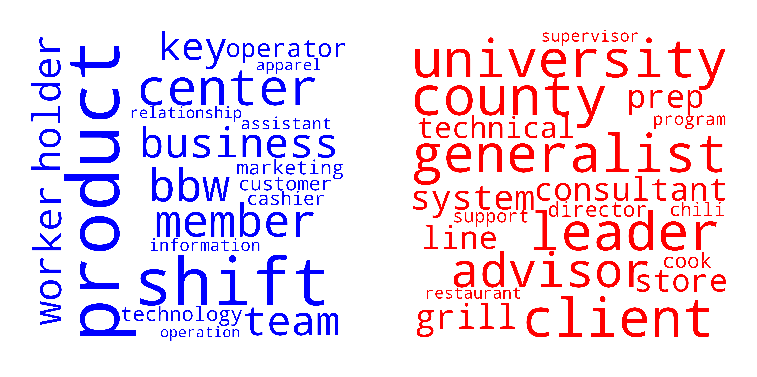 key operator
apparel
center
relationship
assistant
business
marketing
bbw customer
cashier
member
information
shift
technology team
operation
worker holder
product
supervisor
university
county prep
program
technical
generalist
system consultant
support director chili
line leader
advisor cook
store
restaurant
grill client